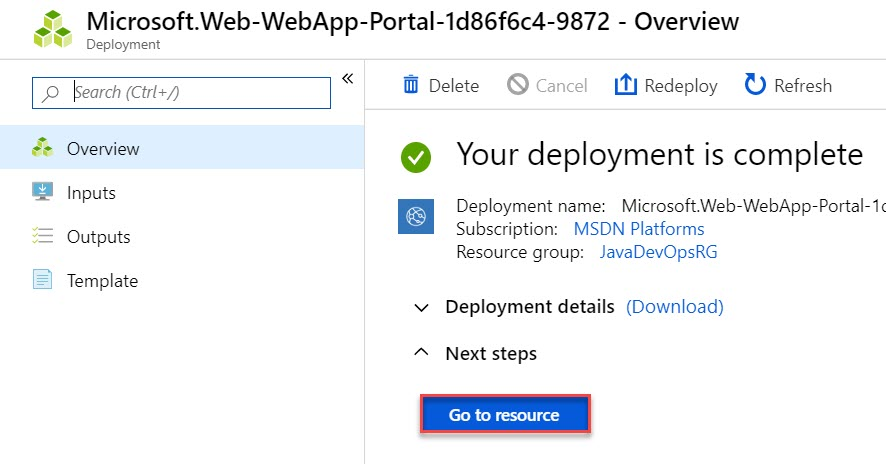 Microsoft.Web-WebApp-Portal-1d86f6c4-9872 - Overview
Deployment
Search (Ctrl+/)
«
Overview
Inputs
Outputs
Template
Delete Cancel Redeploy Refresh
Your deployment is complete
Deployment name: Microsoft.Web-WebApp-Portal-1d
Subscription: MSDN Platforms
Resource group: JavaDevOpsRG
Deployment details (Download)
Next steps
Go to resource